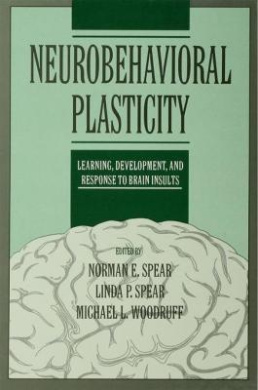 NEUROBEHAVIORAL
PLASTICITY
LEARNING, DEVELOPMENT, AND
RESPONSE TO BRAIN INSULTS
EDITED BY
NORMAN E. SPEAR
LINDA P. SPEAR
MICHAEL L. WOODRUFF